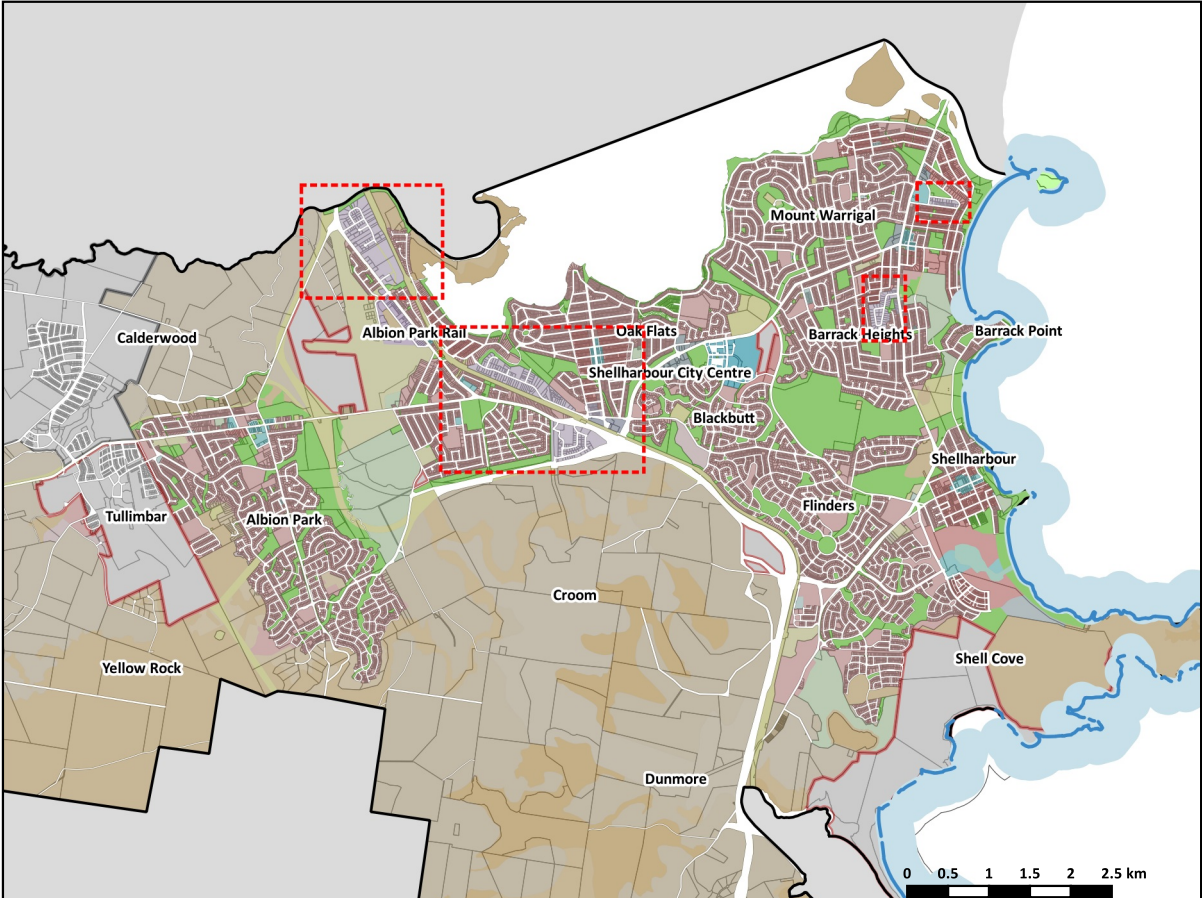 Mount Warrigal
Calderwood
Albion Park Rail
Oak Flats
Barrack Heights
Barrack Point
Shellharbour City Centre
Blackbutt
Shellharbour
Tullimbar
Albion Park
Flinders
Croom
Yellow Rock
Shell Cove
Dunmore
0 0.5 1 1.5 2 2.5 km